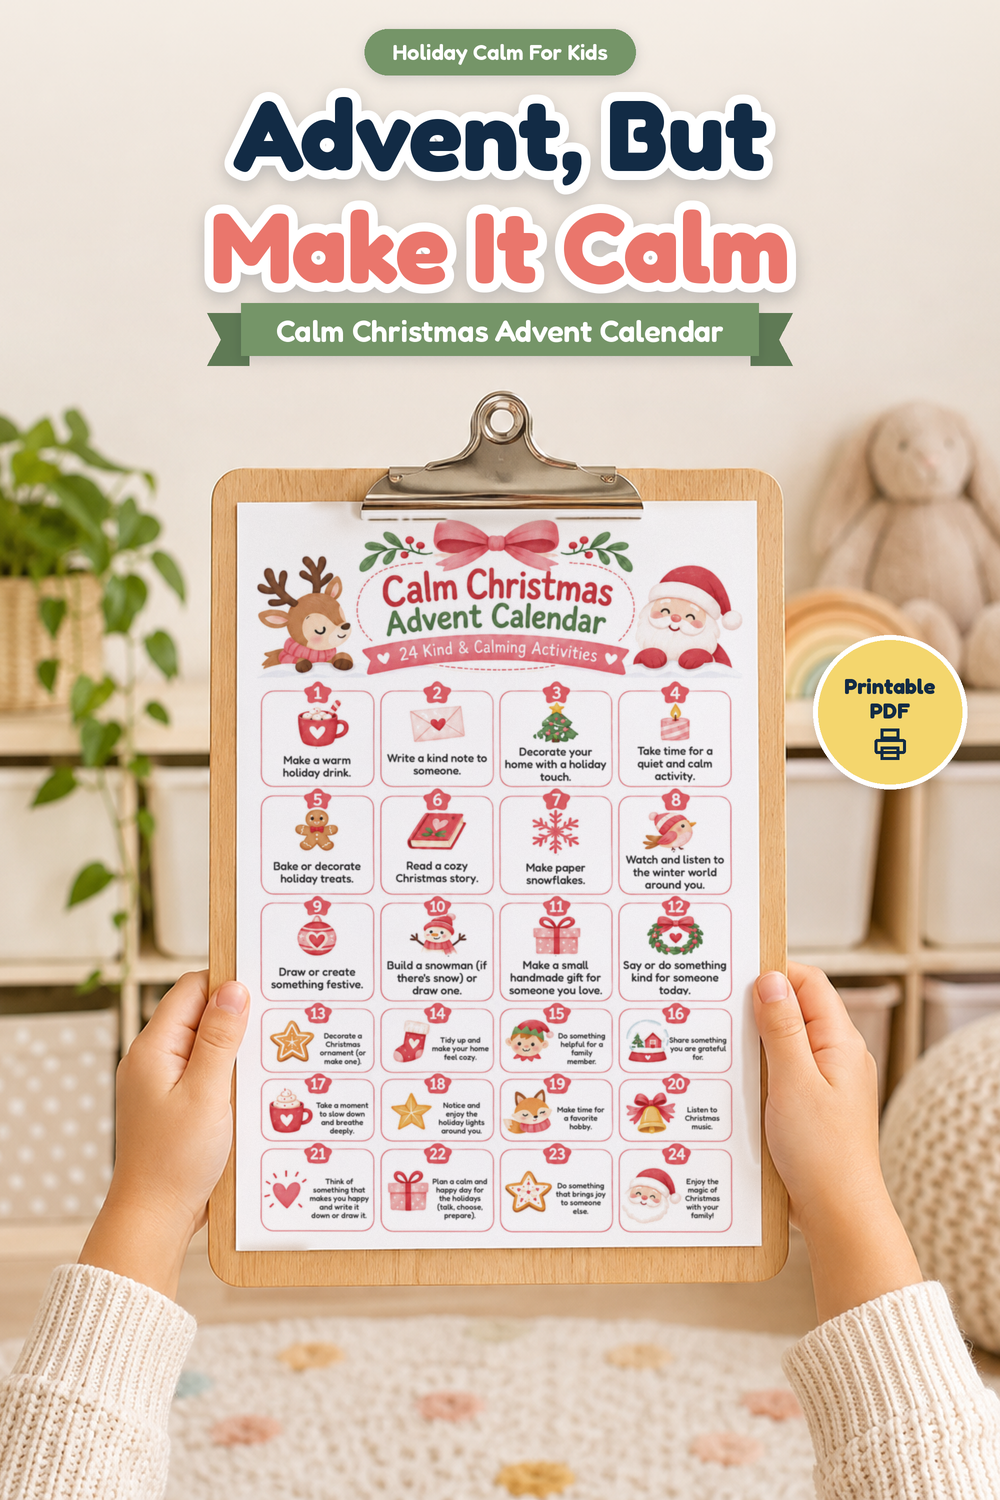 Holiday Calm For Kids
Advent, But
Make It Calm
Calm Christmas Advent Calendar
Calm Christmas
Advent Calendar
24 Kind & Calming Activities
Printable
PDF
1
Make a warm
holiday drink.
2
Write a kind note to
someone.
3
Decorate your
home with a holiday
touch.
4
Take time for a
quiet and calm
activity.
5
Bake or decorate
holiday treats.
6
Read a cozy
Christmas story.
7
Make paper
snowflakes.
8
Watch and listen to
the winter world
around you.
9
Draw or create
something festive.
10
Build a snowman (if
there's snow) or
draw one.
11
Make a small
handmade gift for
someone you love.
12
Say or do something
kind for someone
today.
13
Decorate a
Christmas
ornament (or
make one).
14
Tidy up and
make your home
feel cozy.
15
Do something
helpful for a
family
member.
16
Share something
you are grateful
for.
17
Take a moment
to slow down
and breathe
deeply.
18
Notice and
enjoy the
holiday lights
around you.
19
Make time for
a favorite
hobby.
20
Listen to
Christmas
music.
21
Think of
something that
makes you happy
and write it
down or draw it.
22
Plan a calm and
happy day for
the holidays
(talk, choose,
prepare).
23
Do something
that brings joy
to someone
else.
24
Enjoy the
magic of
Christmas
with your
family!